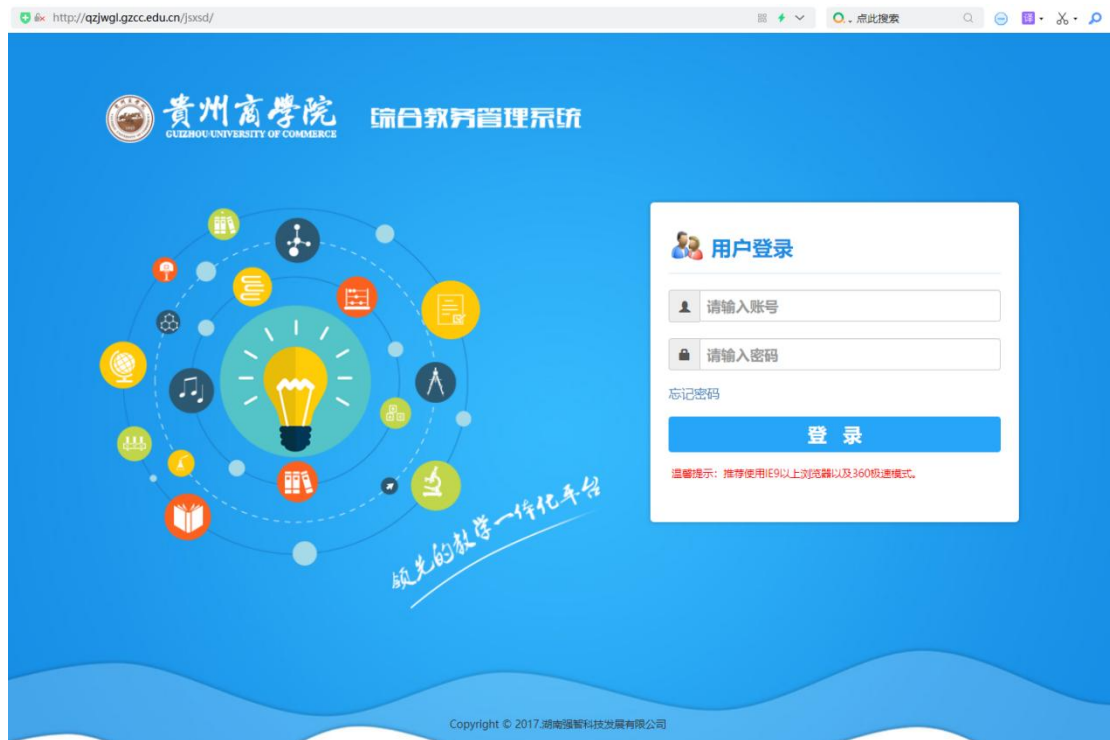 http://qzjwgl.gzcc.edu.cn/jsxsd/
点此搜索
译
貴州商學院
GUIZHOU UNIVERSITY OF COMMERCE
综合教务管理系统
用户登录
请输入账号
请输入密码
忘记密码
登 录
温馨提示：推荐使用IE9以上浏览器以及360极速模式。
领先的教学一体化平台
Copyright © 2017.湖南强智科技发展有限公司